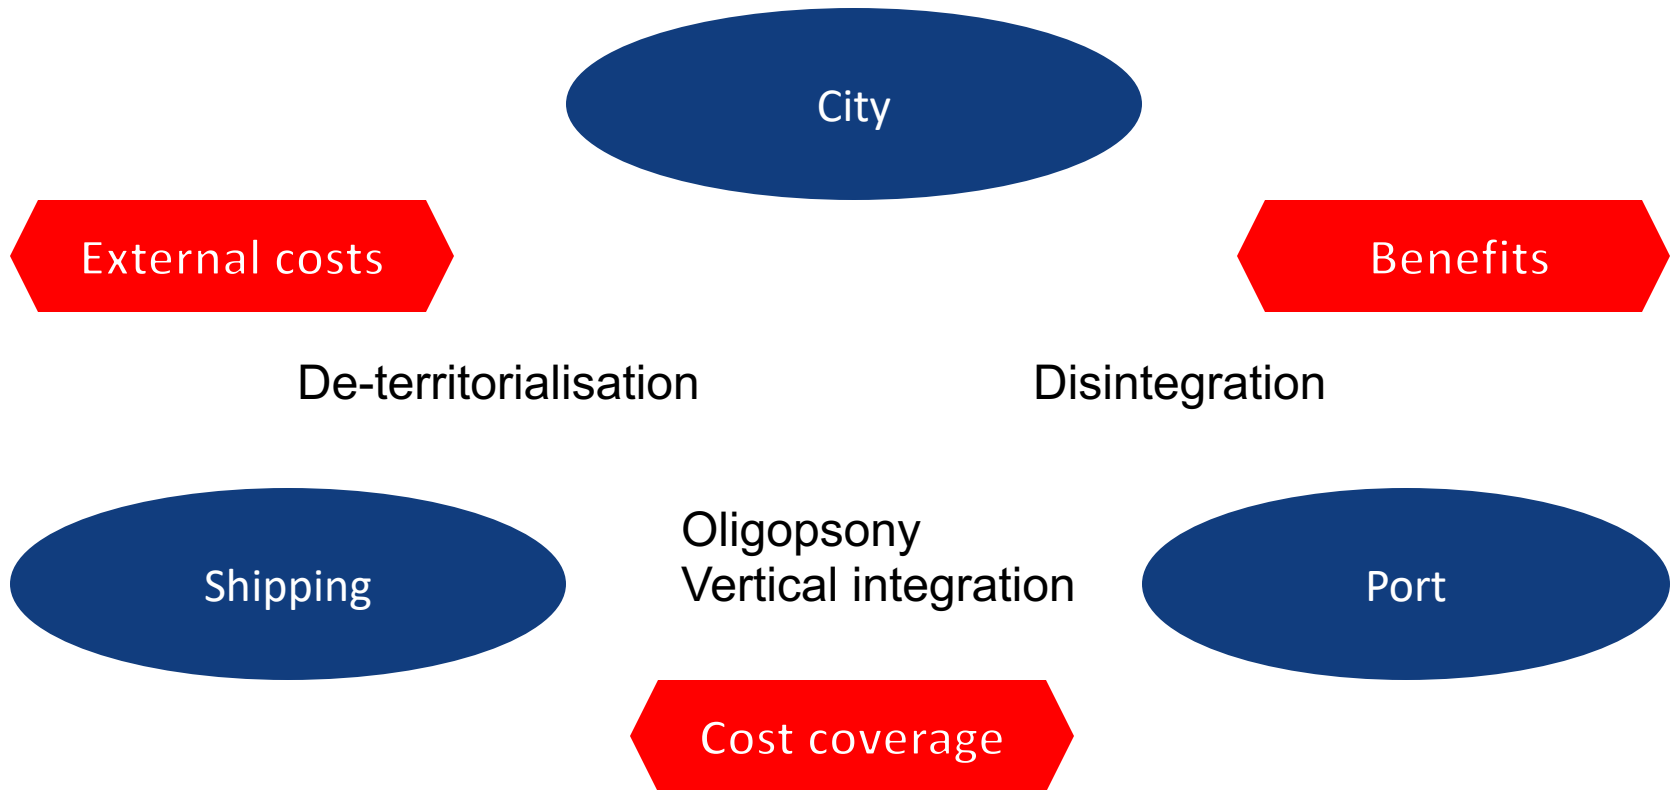 City
External costs
Benefits
De-territorialisation
Disintegration
Oligopsony
Vertical integration
Shipping
Port
Cost coverage